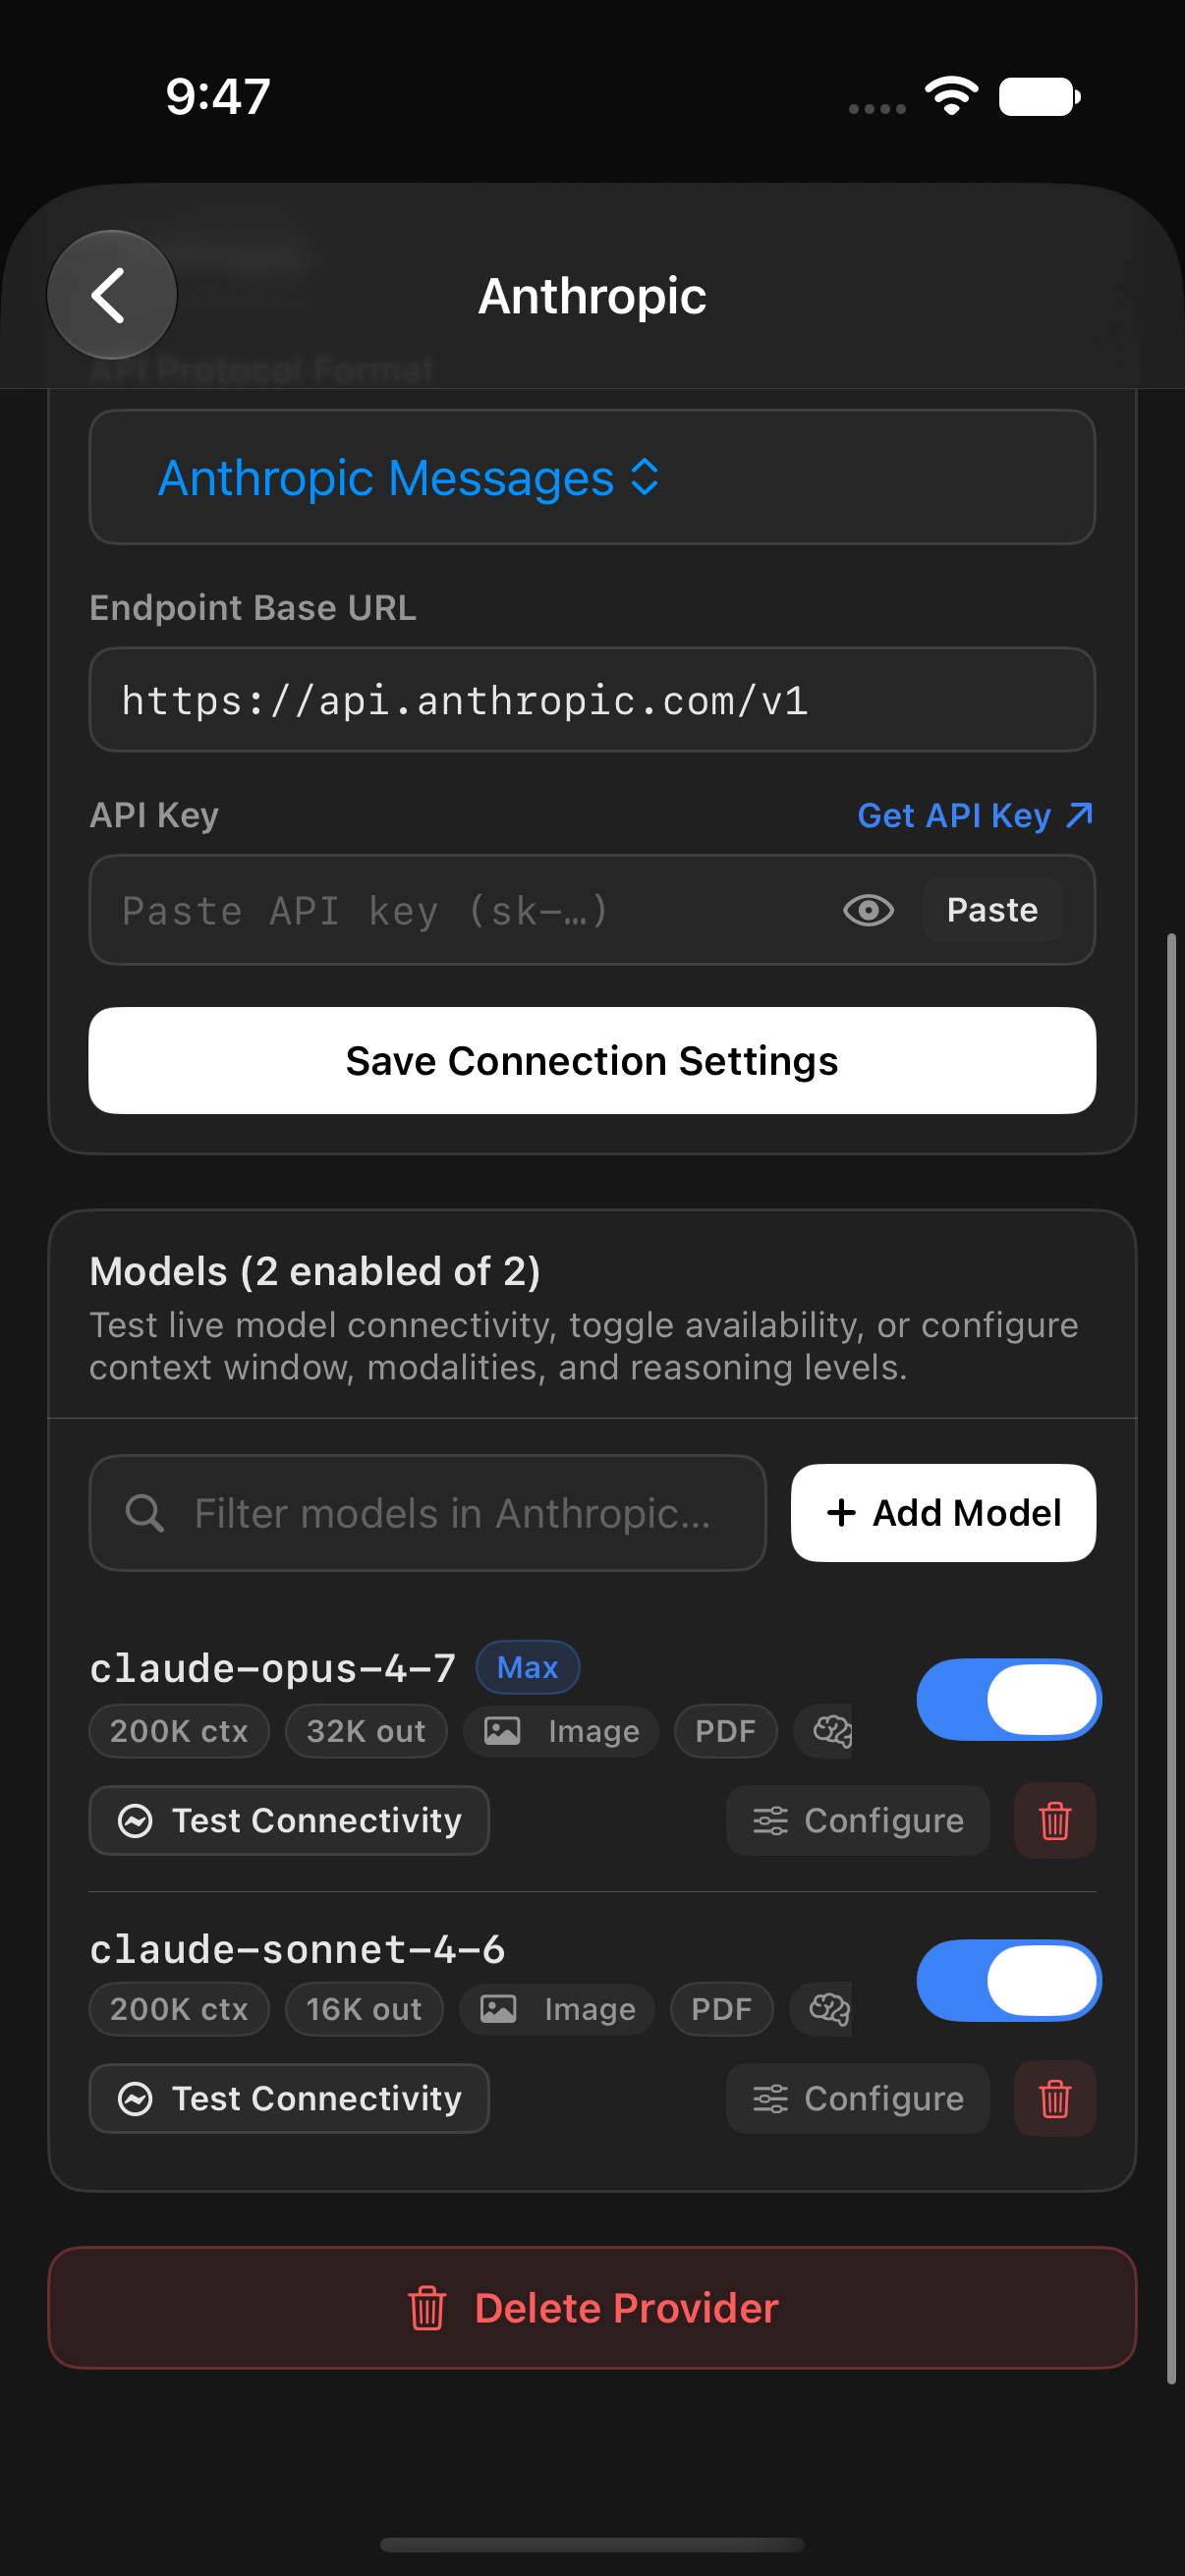 9:47
Anthropic
API Protocol Format
Anthropic Messages
Endpoint Base URL
https://api.anthropic.com/v1
API Key
Get API Key
Paste API key (sk-…)
Paste
Save Connection Settings
Models (2 enabled of 2)
Test live model connectivity, toggle availability, or configure
context window, modalities, and reasoning levels.
Filter models in Anthropic...
+ Add Model
claude-opus-4-7 Max
200K ctx 32K out Image PDF
Test Connectivity Configure
claude-sonnet-4-6
200K ctx 16K out Image PDF
Test Connectivity Configure
Delete Provider